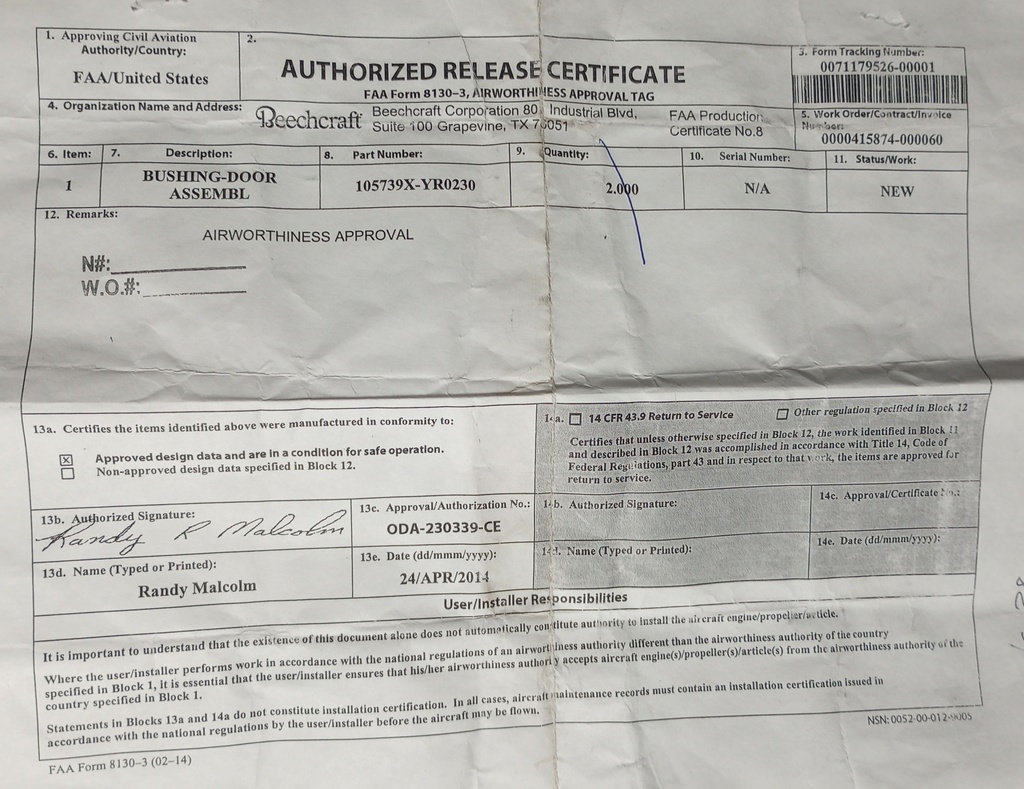 1. Approving Civil Aviation Authority/Country:
FAA/United States
2.
AUTHORIZED RELEASE CERTIFICATE
FAA Form 8130-3, AIRWORTHINESS APPROVAL TAG
3. Form Tracking Number:
0071179526-00001
4. Organization Name and Address:
Beechcraft
Beechcraft Corporation 80 Industrial Blvd,
Suite 100 Grapevine, TX 76051
FAA Production
Certificate No.8
5. Work Order/Contract/Invoice
Number:
0000415874-000060
6. Item:
1
7. Description:
BUSHING-DOOR
ASSEMBL
8. Part Number:
105739X-YR0230
9. Quantity:
2.000
10. Serial Number:
N/A
11. Status/Work:
NEW
12. Remarks:
AIRWORTHINESS APPROVAL
N#:
W.O.#:
13a. Certifies the items identified above were manufactured in conformity to:
Approved design data and are in a condition for safe operation.
Non-approved design data specified in Block 12.
14a. 14 CFR 43.9 Return to Service
Other regulation specified in Block 12
Certifies that unless otherwise specified in Block 12, the work identified in Block 11
and described in Block 12 was accomplished in accordance with Title 14, Code of
Federal Regulations, part 43 and in respect to that work, the items are approved for
return to service.
13b. Authorized Signature:
Randy R Malcolm
13c. Approval/Authorization No.:
ODA-230339-CE
14b. Authorized Signature:
14c. Approval/Certificate No.:
13d. Name (Typed or Printed):
Randy Malcolm
13e. Date (dd/mmm/yyyy):
24/APR/2014
14d. Name (Typed or Printed):
14e. Date (dd/mmm/yyyy):
User/Installer Responsibilities
It is important to understand that the existence of this document alone does not automatically constitute authority to install the aircraft engine/propeller/article.
Where the user/installer performs work in accordance with the national regulations of an airworthiness authority different than the airworthiness authority of the country
specified in Block 1, it is essential that the user/installer ensures that his/her airworthiness authority accepts aircraft engine(s)/propeller(s)/article(s) from the airworthiness authority of the
country specified in Block 1.
Statements in Blocks 13a and 14a do not constitute installation certification. In all cases, aircraft maintenance records must contain an installation certification issued in
accordance with the national regulations by the user/installer before the aircraft may be flown.
FAA Form 8130-3 (02-14)
NSN: 0052-00-012-9005